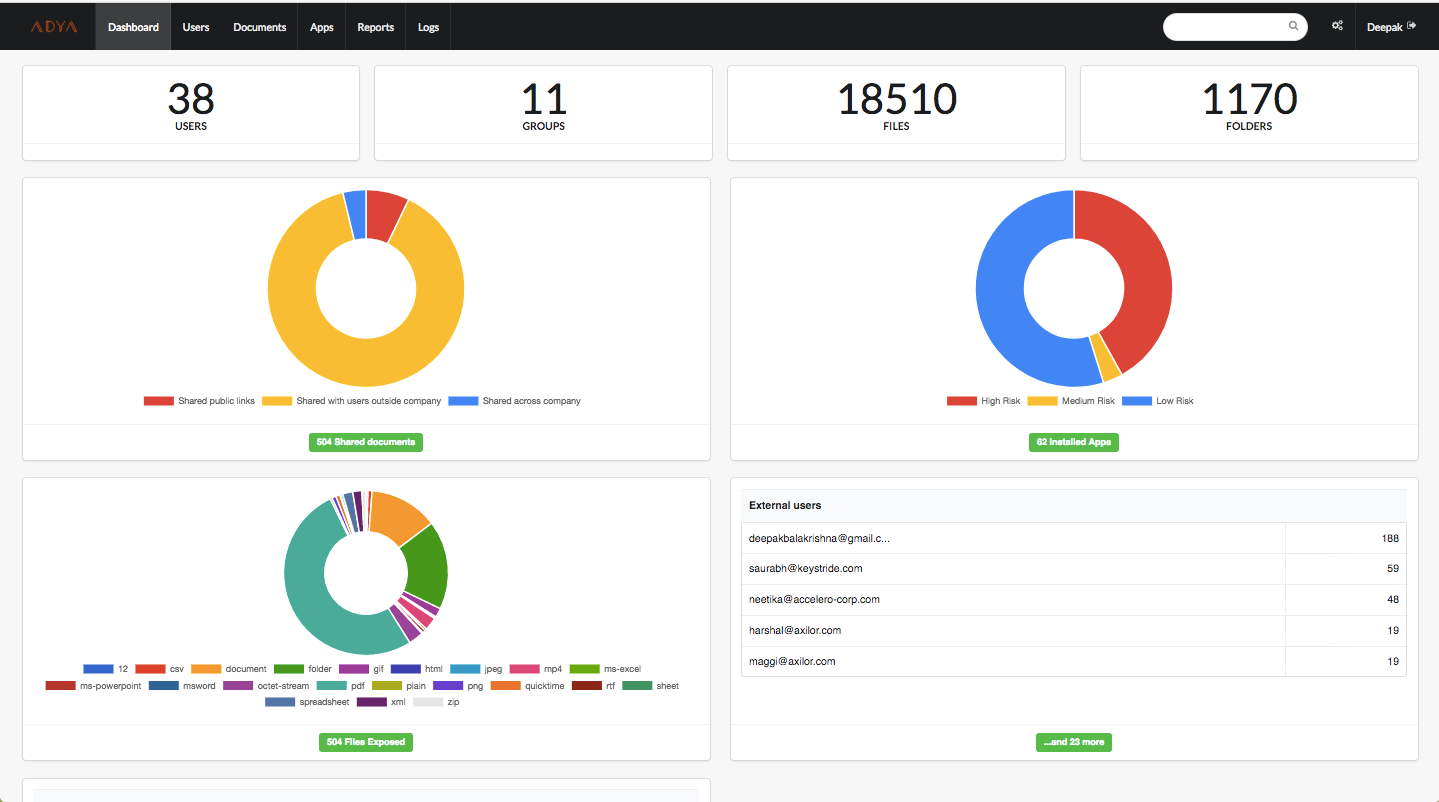 ADYA Dashboard Users Documents Apps Reports Logs Deepak
38
USERS
11
GROUPS
18510
FILES
1170
FOLDERS
Shared public links Shared with users outside company Shared across company
504 Shared documents
High Risk Medium Risk Low Risk
62 Installed Apps
12 csv document folder gif html jpeg mp4 ms-excel
ms-powerpoint msword octet-stream pdf plain png quicktime rtf sheet
spreadsheet xml zip
504 Files Exposed
External users
deepakbalakrishna@gmail.c... 188
saurabh@keystride.com 59
neetika@accelero-corp.com 48
harshal@axilor.com 19
maggi@axilor.com 19
...and 23 more